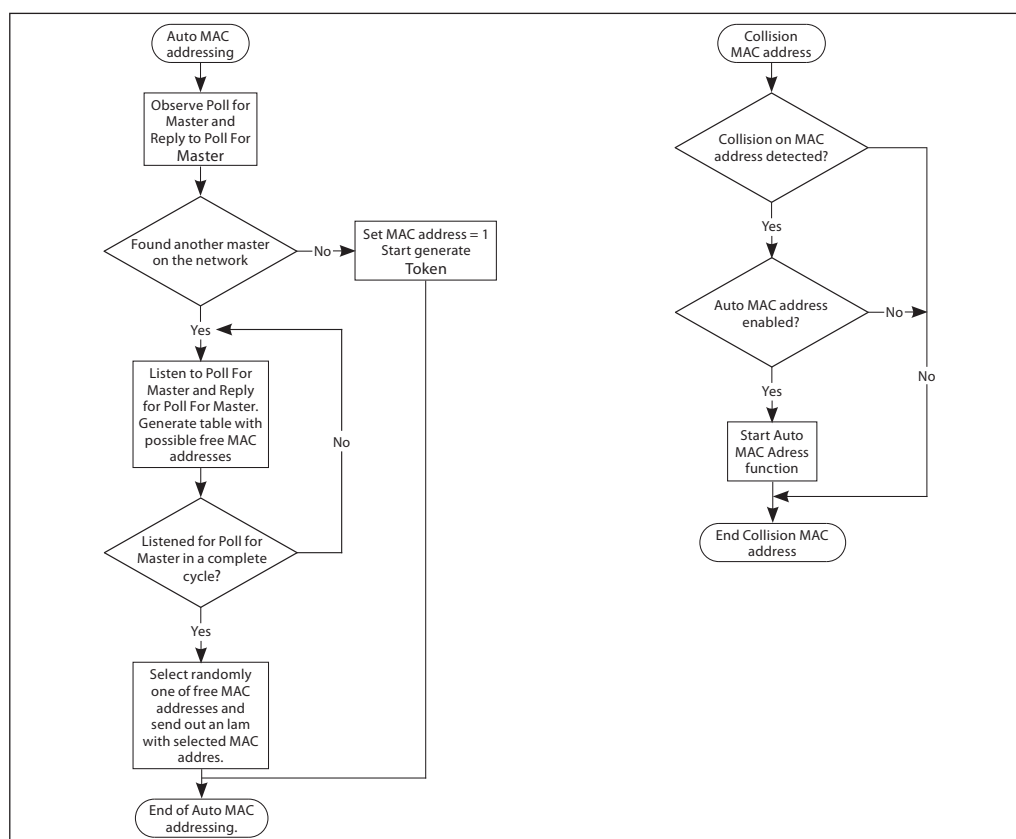 Auto MAC
addressing
Observe Poll for
Master and
Reply to Poll For
Master
Found another master
on the network
No
Set MAC address = 1
Start generate
Token
Yes
Listen to Poll For
Master and Reply
for Poll For Master.
Generate table with
possible free MAC
addresses
No
Listened for Poll for
Master in a complete
cycle?
Yes
Select randomly
one of free MAC
addresses and
send out an Iam
with selected MAC
addres.
End of Auto MAC
addressing.
Collision
MAC address
Collision on MAC
address detected?
Yes
Auto MAC address
enabled?
No
No
Yes
Start Auto
MAC Adress
function
End Collision MAC
address